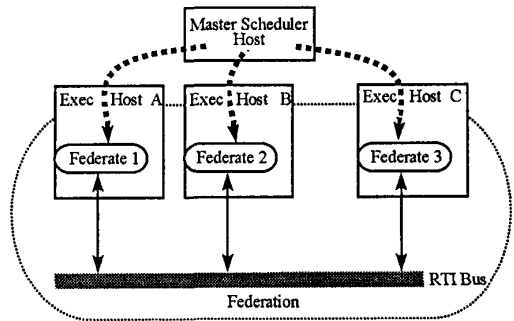 Master Scheduler
Host
Exec Host A
Exec Host B
Exec Host C
Federate 1
Federate 2
Federate 3
RTI Bus
Federation